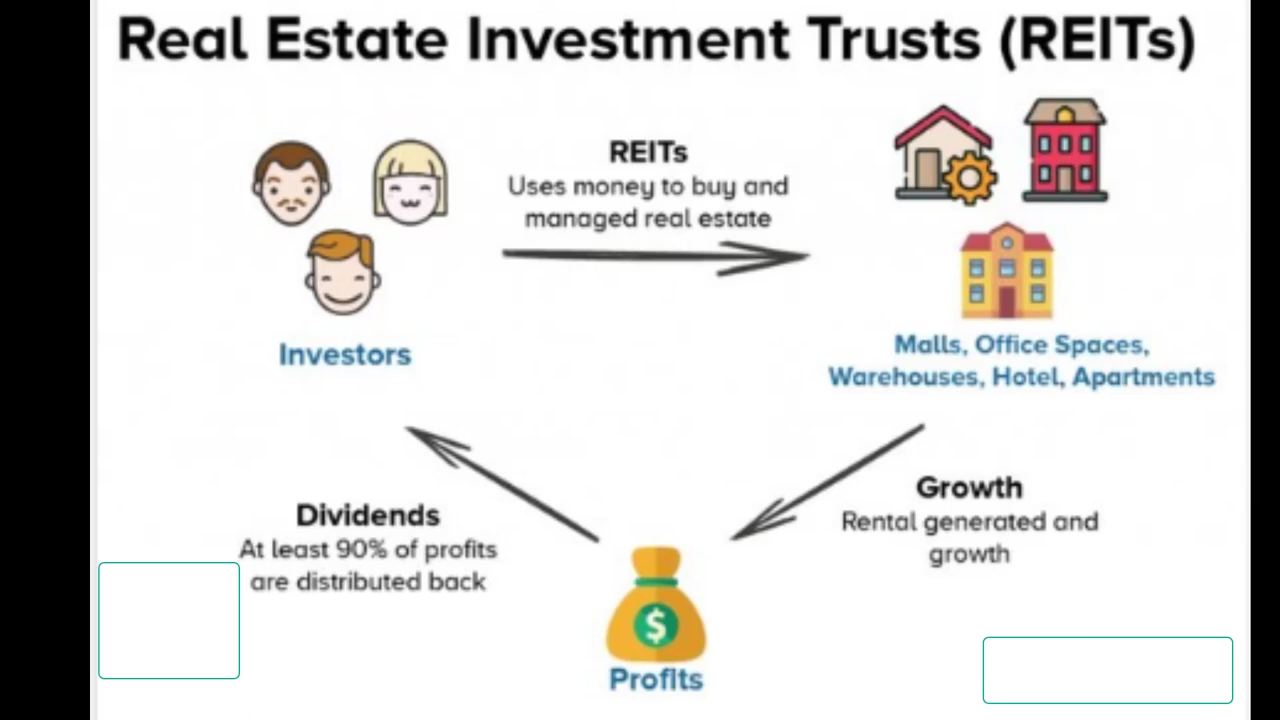 Real Estate Investment Trusts (REITs)
REITs
Uses money to buy and
managed real estate
Investors
Malls, Office Spaces,
Warehouses, Hotel, Apartments
Growth
Rental generated and
growth
Dividends
At least 90% of profits
are distributed back
$
Profits